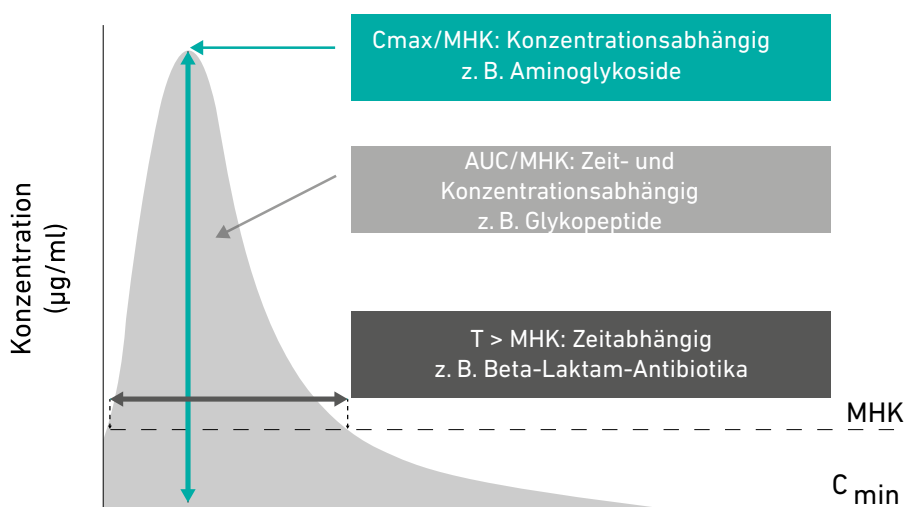 Cmax/MHK: Konzentrationsabhängig
z. B. Aminoglykoside
AUC/MHK: Zeit- und
Konzentrationsabhängig
z. B. Glykopeptide
Konzentration
(µg/ml)
T > MHK: Zeitabhängig
z. B. Beta-Laktam-Antibiotika
MHK
C min